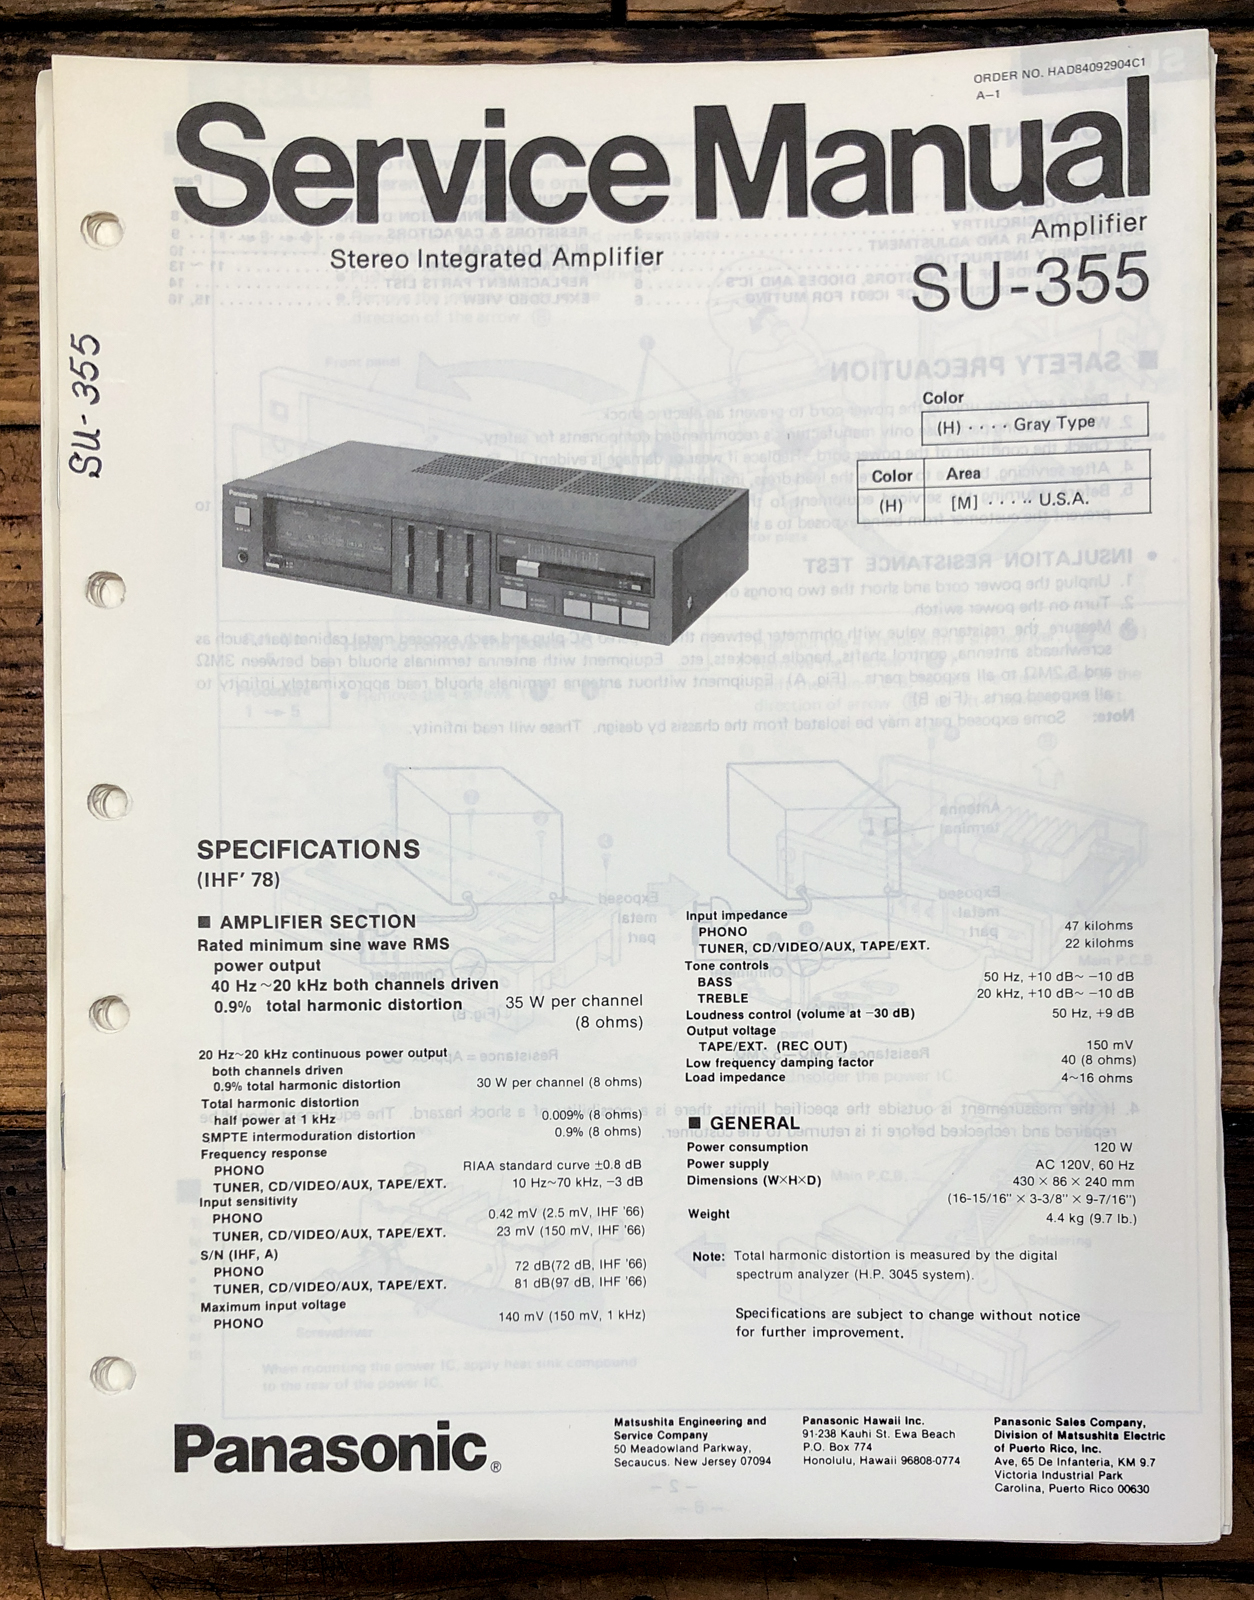 ORDER NO. HAD84092904C1
A-1
Service Manual
Amplifier
Stereo Integrated Amplifier
SU-355
SU-355
Color
(H) ···· Gray Type
Color Area
(H) [M] ····· U.S.A.
Panasonic
SPECIFICATIONS
(IHF' 78)
■ AMPLIFIER SECTION
Rated minimum sine wave RMS
power output
40 Hz~20 kHz both channels driven
0.9% total harmonic distortion 35 W per channel
(8 ohms)
20 Hz~20 kHz continuous power output
both channels driven
0.9% total harmonic distortion 30 W per channel (8 ohms)
Total harmonic distortion
half power at 1 kHz 0.009% (8 ohms)
SMPTE intermoduration distortion 0.9% (8 ohms)
Frequency response
PHONO RIAA standard curve ±0.8 dB
TUNER, CD/VIDEO/AUX, TAPE/EXT. 10 Hz~70 kHz, −3 dB
Input sensitivity
PHONO 0.42 mV (2.5 mV, IHF '66)
TUNER, CD/VIDEO/AUX, TAPE/EXT. 23 mV (150 mV, IHF '66)
S/N (IHF, A)
PHONO 72 dB(72 dB, IHF '66)
TUNER, CD/VIDEO/AUX, TAPE/EXT. 81 dB(97 dB, IHF '66)
Maximum input voltage
PHONO 140 mV (150 mV, 1 kHz)
Input impedance
PHONO 47 kilohms
TUNER, CD/VIDEO/AUX, TAPE/EXT. 22 kilohms
Tone controls
BASS 50 Hz, +10 dB~ −10 dB
TREBLE 20 kHz, +10 dB~ −10 dB
Loudness control (volume at −30 dB) 50 Hz, +9 dB
Output voltage
TAPE/EXT. (REC OUT) 150 mV
Low frequency damping factor 40 (8 ohms)
Load impedance 4~16 ohms
■ GENERAL
Power consumption 120 W
Power supply AC 120V, 60 Hz
Dimensions (W×H×D) 430 × 86 × 240 mm
(16-15/16" × 3-3/8" × 9-7/16")
Weight 4.4 kg (9.7 lb.)
Note: Total harmonic distortion is measured by the digital
spectrum analyzer (H.P. 3045 system).
Specifications are subject to change without notice
for further improvement.
Panasonic®
Matsushita Engineering and
Service Company
50 Meadowland Parkway,
Secaucus. New Jersey 07094
Panasonic Hawaii Inc.
91-238 Kauhi St. Ewa Beach
P.O. Box 774
Honolulu, Hawaii 96808-0774
Panasonic Sales Company,
Division of Matsushita Electric
of Puerto Rico, Inc.
Ave, 65 De Infanteria, KM 9.7
Victoria Industrial Park
Carolina, Puerto Rico 00630